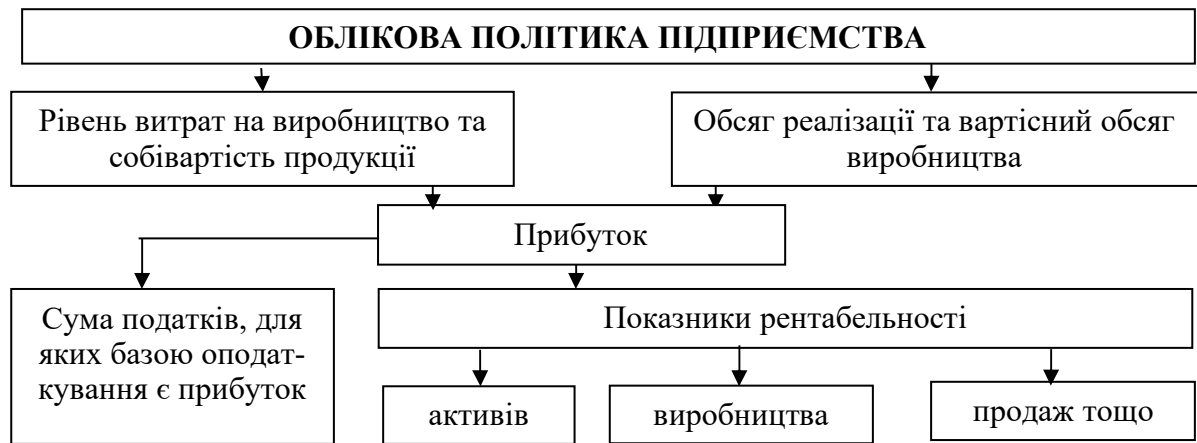 ОБЛІКОВА ПОЛІТИКА ПІДПРИЄМСТВА
Рівень витрат на виробництво та
собівартість продукції
Обсяг реалізації та вартісний обсяг
виробництва
Прибуток
Сума податків, для
яких базою оподат-
кування є прибуток
Показники рентабельності
активів
виробництва
продаж тощо